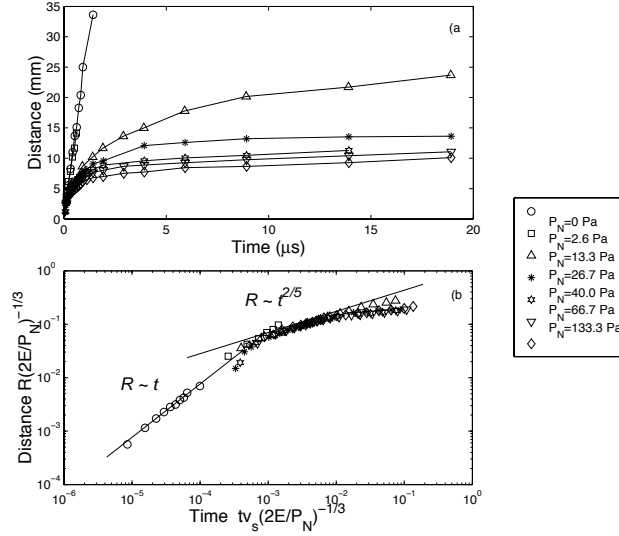 35
30
25
20
15
10
5
0
Distance (mm)
(a
0 5 10 15 20
Time (μs)
P_N=0 Pa
P_N=2.6 Pa
P_N=13.3 Pa
P_N=26.7 Pa
P_N=40.0 Pa
P_N=66.7 Pa
P_N=133.3 Pa
10^0
10^-1
10^-2
10^-3
10^-4
Distance R(2E/P_N)^-1/3
R ~ t^2/5
(b)
R ~ t
10^-6 10^-5 10^-4 10^-3 10^-2 10^-1 10^0
Time tv_s(2E/P_N)^-1/3